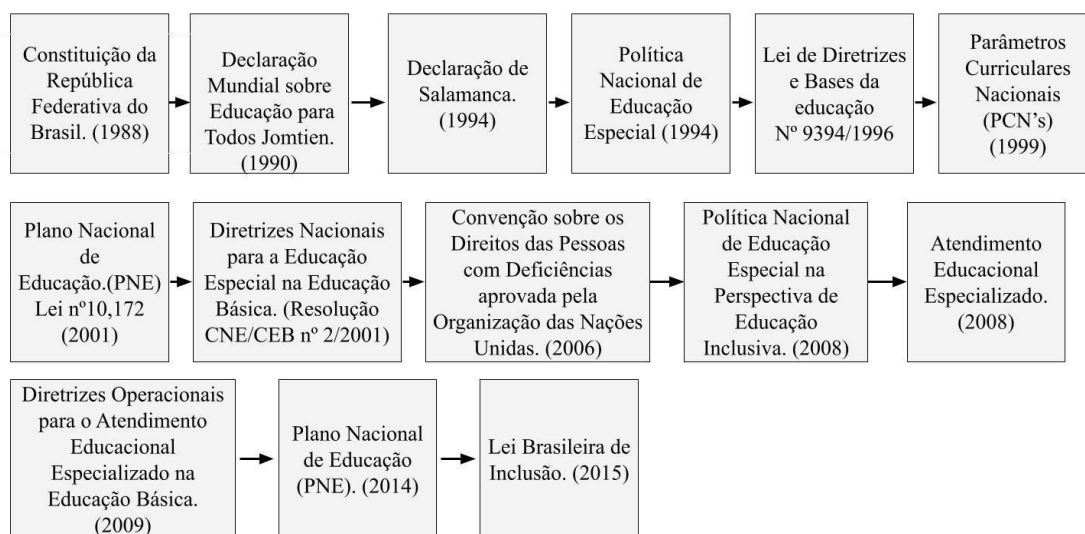 Constituição da
República
Federativa do
Brasil. (1988)
Declaração
Mundial sobre
Educação para
Todos Jomtien.
(1990)
Declaração de
Salamanca.
(1994)
Política
Nacional de
Educação
Especial (1994)
Lei de Diretrizes
e Bases da
educação
Nº 9394/1996
Parâmetros
Curriculares
Nacionais
(PCN’s)
(1999)
Plano Nacional
de
Educação.(PNE)
Lei nº10,172
(2001)
Diretrizes Nacionais
para a Educação
Especial na Educação
Básica. (Resolução
CNE/CEB nº 2/2001)
Convenção sobre os
Direitos das Pessoas
com Deficiências
aprovada pela
Organização das Nações
Unidas. (2006)
Política Nacional
de Educação
Especial na
Perspectiva de
Educação
Inclusiva. (2008)
Atendimento
Educacional
Especializado.
(2008)
Diretrizes Operacionais
para o Atendimento
Educacional
Especializado na
Educação Básica.
(2009)
Plano Nacional
de Educação
(PNE). (2014)
Lei Brasileira de
Inclusão. (2015)